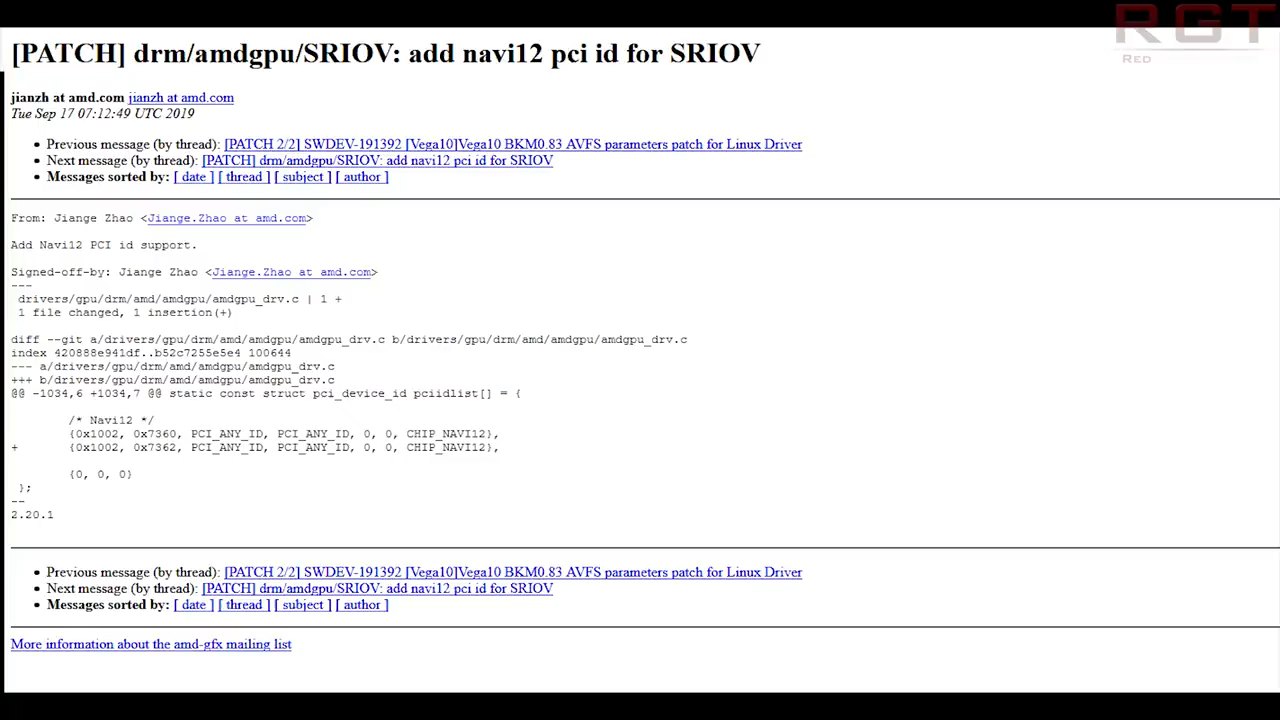 RGT
RED
[PATCH] drm/amdgpu/SRIOV: add navi12 pci id for SRIOV
jianzh at amd.com jianzh at amd.com
Tue Sep 17 07:12:49 UTC 2019
• Previous message (by thread): [PATCH 2/2] SWDEV-191392 [Vega10]Vega10 BKM0.83 AVFS parameters patch for Linux Driver
• Next message (by thread): [PATCH] drm/amdgpu/SRIOV: add navi12 pci id for SRIOV
• Messages sorted by: [ date ] [ thread ] [ subject ] [ author ]
From: Jiange Zhao <Jiange.Zhao at amd.com>
Add Navi12 PCI id support.
Signed-off-by: Jiange Zhao <Jiange.Zhao at amd.com>
---
drivers/gpu/drm/amd/amdgpu/amdgpu_drv.c | 1 +
1 file changed, 1 insertion(+)
diff --git a/drivers/gpu/drm/amd/amdgpu/amdgpu_drv.c b/drivers/gpu/drm/amd/amdgpu/amdgpu_drv.c
index 420888e941df..b52c7255e5e4 100644
--- a/drivers/gpu/drm/amd/amdgpu/amdgpu_drv.c
+++ b/drivers/gpu/drm/amd/amdgpu/amdgpu_drv.c
@@ -1034,6 +1034,7 @@ static const struct pci_device_id pciidlist[] = {
/* Navi12 */
{0x1002, 0x7360, PCI_ANY_ID, PCI_ANY_ID, 0, 0, CHIP_NAVI12},
+ {0x1002, 0x7362, PCI_ANY_ID, PCI_ANY_ID, 0, 0, CHIP_NAVI12},
{0, 0, 0}
};
--
2.20.1
• Previous message (by thread): [PATCH 2/2] SWDEV-191392 [Vega10]Vega10 BKM0.83 AVFS parameters patch for Linux Driver
• Next message (by thread): [PATCH] drm/amdgpu/SRIOV: add navi12 pci id for SRIOV
• Messages sorted by: [ date ] [ thread ] [ subject ] [ author ]
More information about the amd-gfx mailing list